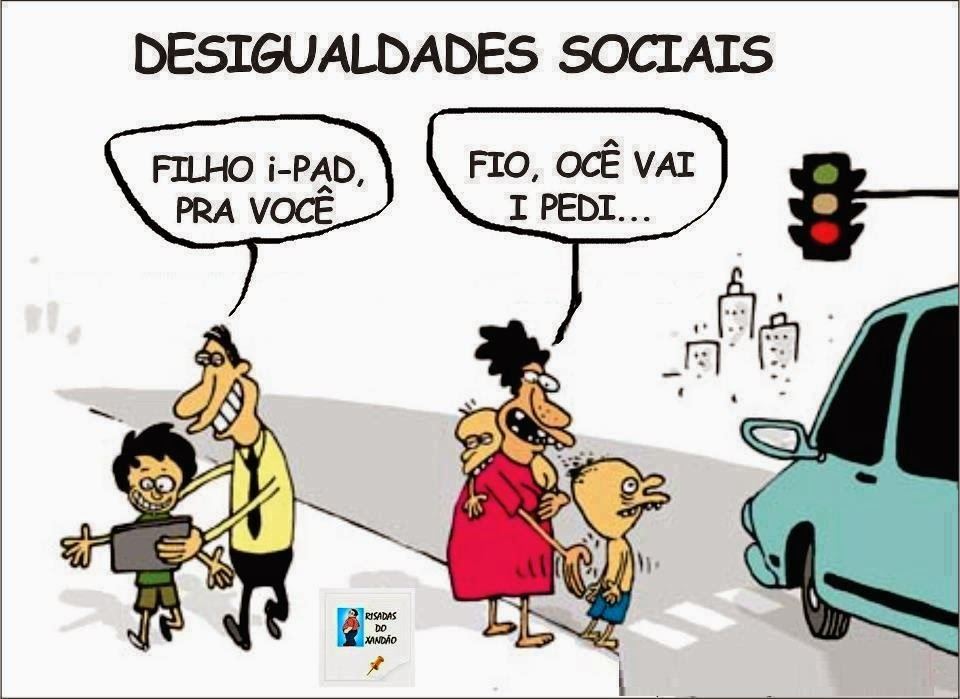 DESIGUALDADES SOCIAIS
FILHO i-PAD,
PRA VOCÊ
FIO, OCÊ VAI
I PEDI...
RISADAS
DO
XANDÃO